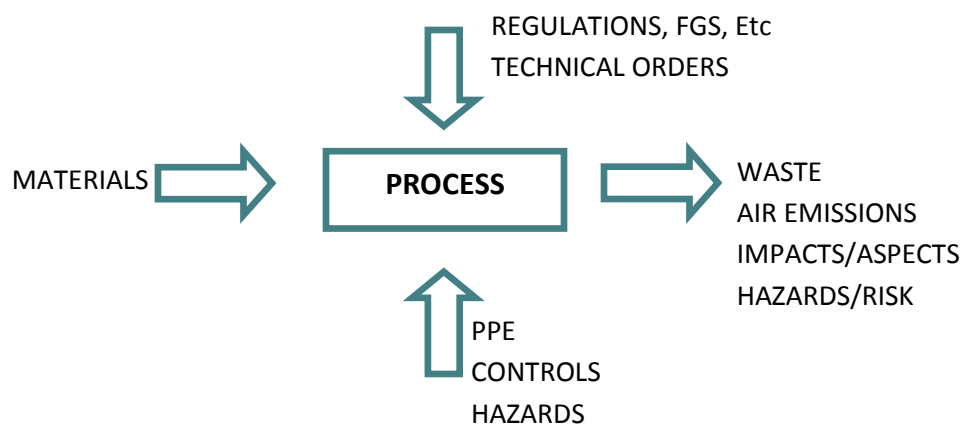 REGULATIONS, FGS, Etc
TECHNICAL ORDERS
MATERIALS
PROCESS
WASTE
AIR EMISSIONS
IMPACTS/ASPECTS
HAZARDS/RISK
PPE
CONTROLS
HAZARDS